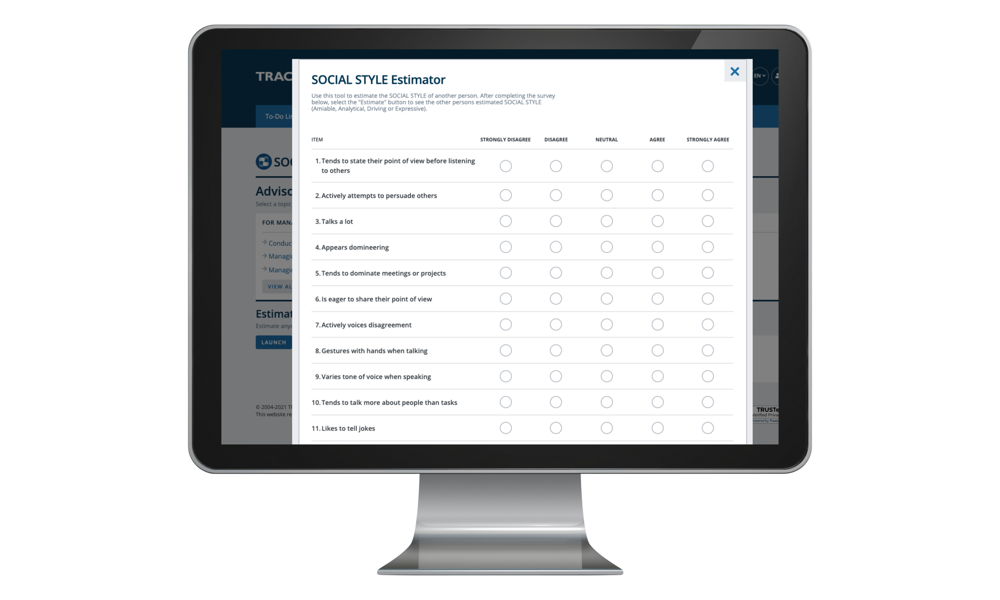 TRAC
EN
To-Do Lis
SOC
Adviso
Select a topic
FOR MANA
Conduc
Managin
Managin
VIEW AL
Estimat
Estimate anyo
LAUNCH
© 2004-2021 TR
This website re
SOCIAL STYLE Estimator
Use this tool to estimate the SOCIAL STYLE of another person. After completing the survey
below, select the "Estimate" button to see the other persons estimated SOCIAL STYLE
(Amiable, Analytical, Driving or Expressive).
ITEM STRONGLY DISAGREE DISAGREE NEUTRAL AGREE STRONGLY AGREE
1. Tends to state their point of view before listening
to others
2. Actively attempts to persuade others
3. Talks a lot
4. Appears domineering
5. Tends to dominate meetings or projects
6. Is eager to share their point of view
7. Actively voices disagreement
8. Gestures with hands when talking
9. Varies tone of voice when speaking
10. Tends to talk more about people than tasks
11. Likes to tell jokes
TRUSTe
Verified Priva
Powered by Trust